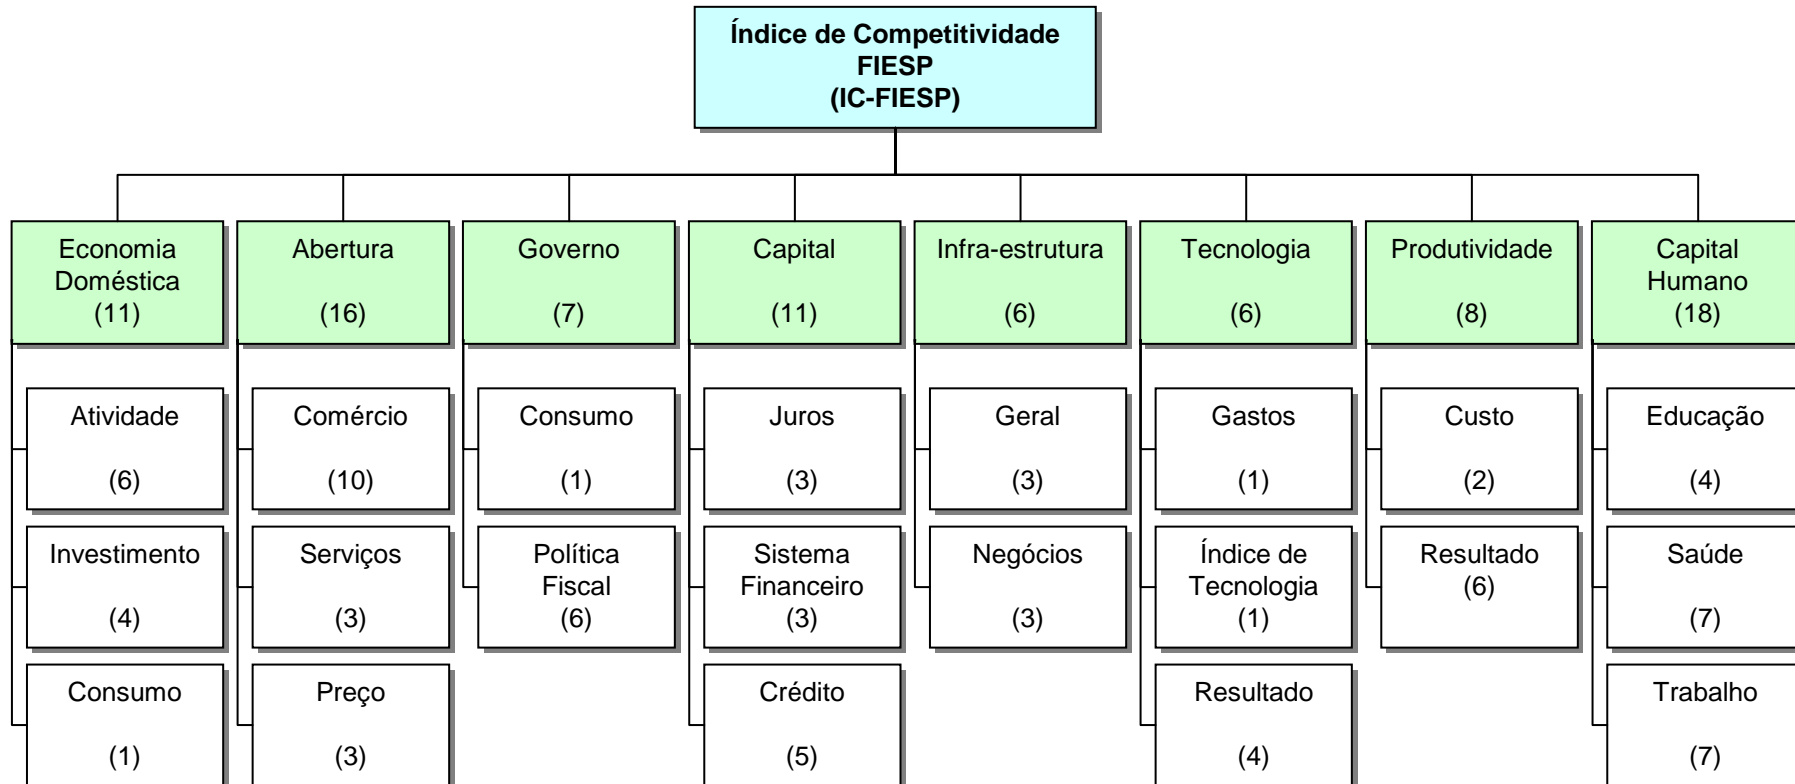 Índice de Competitividade
FIESP
(IC-FIESP)
Economia
Doméstica
(11)
Abertura
(16)
Governo
(7)
Capital
(11)
Infra-estrutura
(6)
Tecnologia
(6)
Produtividade
(8)
Capital
Humano
(18)
Atividade
(6)
Investimento
(4)
Consumo
(1)
Comércio
(10)
Serviços
(3)
Preço
(3)
Consumo
(1)
Política
Fiscal
(6)
Juros
(3)
Sistema
Financeiro
(3)
Crédito
(5)
Geral
(3)
Negócios
(3)
Gastos
(1)
Índice de
Tecnologia
(1)
Resultado
(4)
Custo
(2)
Resultado
(6)
Educação
(4)
Saúde
(7)
Trabalho
(7)